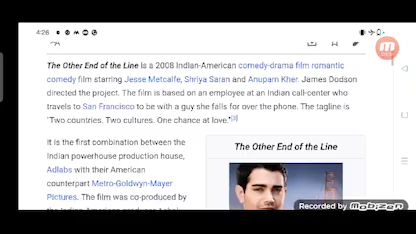 4:26
The Other End of the Line is a 2008 Indian-American comedy-drama film romantic
comedy film starring Jesse Metcalfe, Shriya Saran and Anupam Kher. James Dodson
directed the project. The film is based on an employee at an Indian call-center who
travels to San Francisco to be with a guy she falls for over the phone. The tagline is
"Two countries. Two cultures. One chance at love."[3]
It is the first combination between the
Indian powerhouse production house,
Adlabs with their American
counterpart Metro-Goldwyn-Mayer
Pictures. The film was co-produced by
The Other End of the Line
Recorded by Mobizen